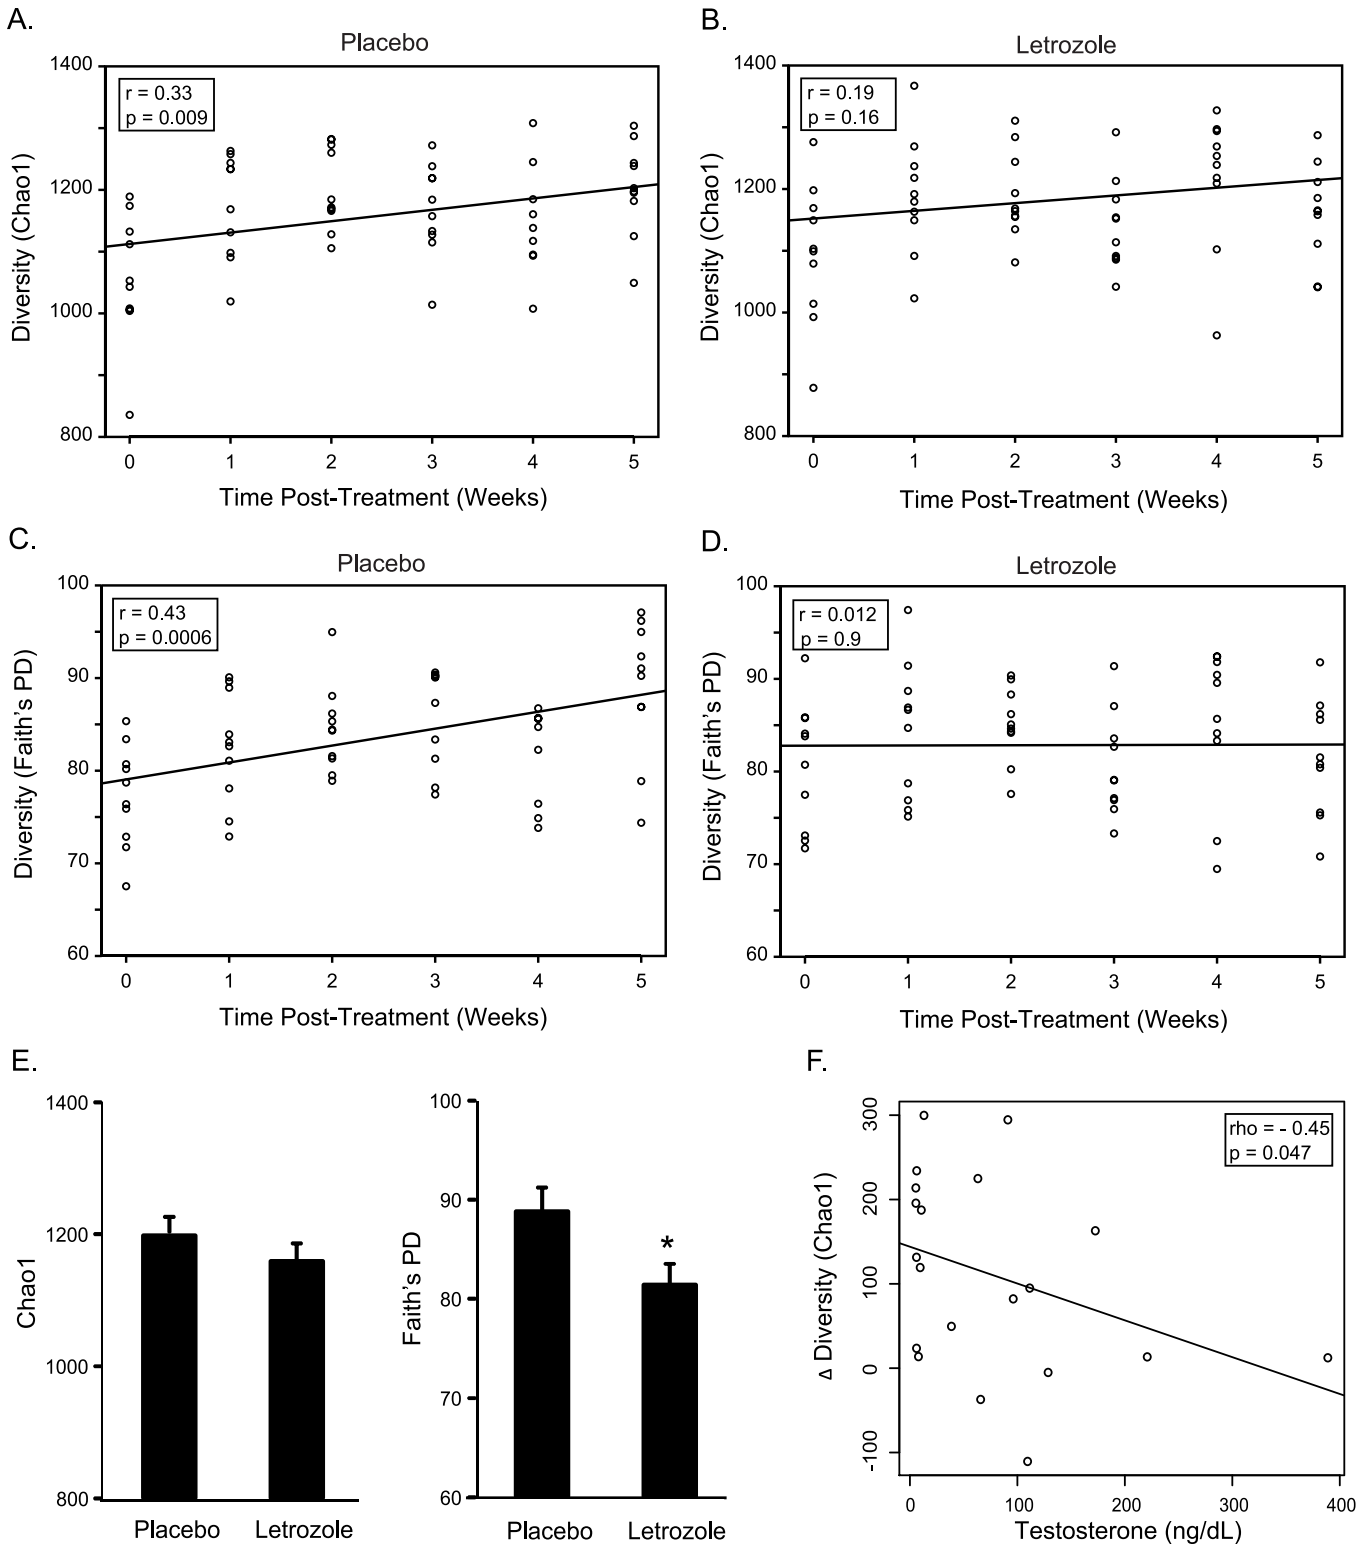 A.
Placebo
r = 0.33
p = 0.009
1400
1200
1000
800
Diversity (Chao1)
0 1 2 3 4 5
Time Post-Treatment (Weeks)
B.
Letrozole
r = 0.19
p = 0.16
1400
1200
1000
800
Diversity (Chao1)
0 1 2 3 4 5
Time Post-Treatment (Weeks)
C.
Placebo
r = 0.43
p = 0.0006
100
90
80
70
60
Diversity (Faith's PD)
0 1 2 3 4 5
Time Post-Treatment (Weeks)
D.
Letrozole
r = 0.012
p = 0.9
100
90
80
70
60
Diversity (Faith's PD)
0 1 2 3 4 5
Time Post-Treatment (Weeks)
E.
1400
1200
1000
800
Chao1
Placebo Letrozole
100
90
80
70
60
Faith's PD
*
Placebo Letrozole
F.
rho = - 0.45
p = 0.047
300
200
100
0
-100
Δ Diversity (Chao1)
0 100 200 300 400
Testosterone (ng/dL)